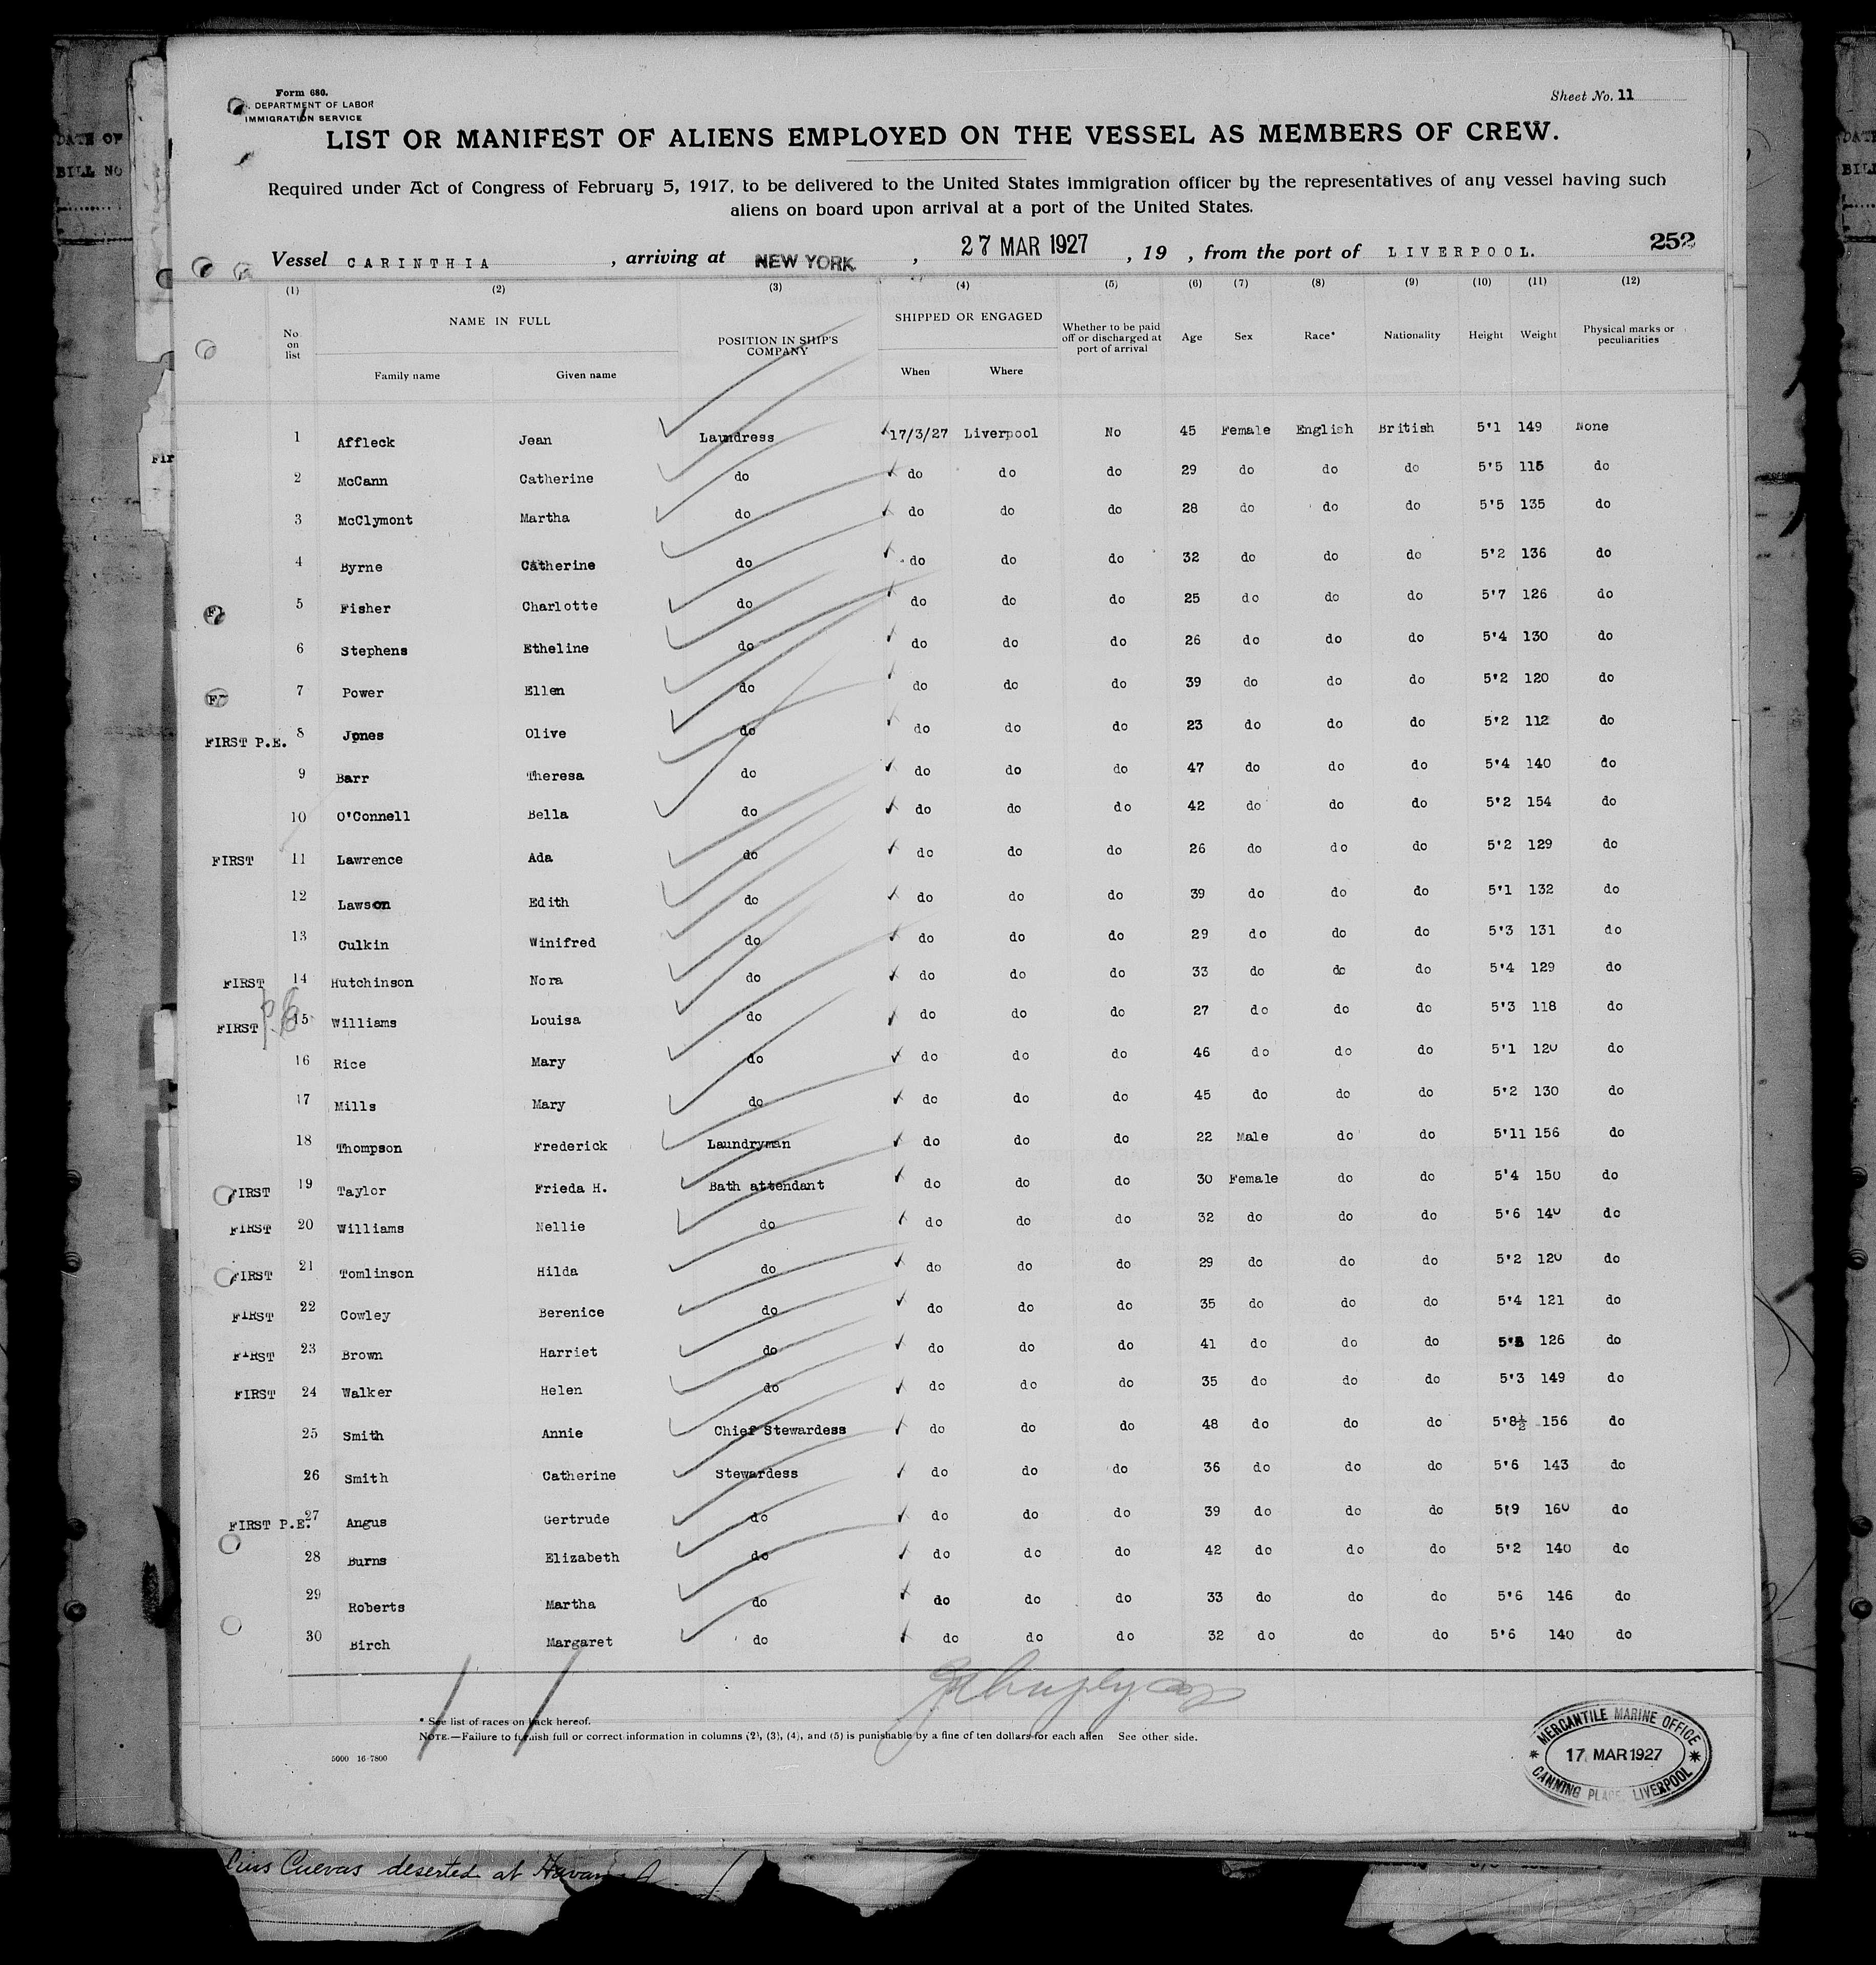 Form 680.
. DEPARTMENT OF LABOR
IMMIGRATION SERVICE
Sheet No. 11
LIST OR MANIFEST OF ALIENS EMPLOYED ON THE VESSEL AS MEMBERS OF CREW.
Required under Act of Congress of February 5, 1917, to be delivered to the United States immigration officer by the representatives of any vessel having such
aliens on board upon arrival at a port of the United States.
252
Vessel CARINTHIA , arriving at NEW YORK , 27 MAR 1927 , 19 , from the port of LIVERPOOL.
(1) (2) (3) (4) (5) (6) (7) (8) (9) (10) (11) (12)
No. on list NAME IN FULL Family name Given name POSITION IN SHIP'S COMPANY SHIPPED OR ENGAGED When Where Whether to be paid off or discharged at port of arrival Age Sex Race* Nationality Height Weight Physical marks or peculiarities
1 Affleck Jean Laundress 17/3/27 Liverpool No 45 Female English British 5'1 149 None
2 McCann Catherine do do do do 29 do do do 5'5 115 do
3 McClymont Martha do do do do 28 do do do 5'5 135 do
4 Byrne Catherine do do do do 32 do do do 5'2 136 do
5 Fisher Charlotte do do do do 25 do do do 5'7 126 do
6 Stephens Etheline do do do do 26 do do do 5'4 130 do
7 Power Ellen do do do do 39 do do do 5'2 120 do
FIRST P.E. 8 Jones Olive do do do do 23 do do do 5'2 112 do
9 Barr Theresa do do do do 47 do do do 5'4 140 do
10 O'Connell Bella do do do do 42 do do do 5'2 154 do
FIRST 11 Lawrence Ada do do do do 26 do do do 5'2 129 do
12 Lawson Edith do do do do 39 do do do 5'1 132 do
13 Culkin Winifred do do do do 29 do do do 5'3 131 do
FIRST 14 Hutchinson Nora do do do do 33 do do do 5'4 129 do
FIRST 15 Williams Louisa do do do do 27 do do do 5'3 118 do
16 Rice Mary do do do do 46 do do do 5'1 120 do
17 Mills Mary do do do do 45 do do do 5'2 130 do
18 Thompson Frederick Laundryman do do do 22 Male do do 5'11 156 do
FIRST 19 Taylor Frieda H. Bath attendant do do do 30 Female do do 5'4 150 do
FIRST 20 Williams Nellie do do do do 32 do do do 5'6 140 do
FIRST 21 Tomlinson Hilda do do do do 29 do do do 5'2 120 do
FIRST 22 Cowley Berenice do do do do 35 do do do 5'4 121 do
FIRST 23 Brown Harriet do do do do 41 do do do 126 do
FIRST 24 Walker Helen do do do do 35 do do do 5'3 149 do
25 Smith Annie Chief Stewardess do do do 48 do do do 5'8½ 156 do
26 Smith Catherine Stewardess do do do 36 do do do 5'6 143 do
FIRST P.E. 27 Angus Gertrude do do do do 39 do do do 5'9 160 do
28 Burns Elizabeth do do do do 42 do do do 5'2 140 do
29 Roberts Martha do do do do 33 do do do 5'6 146 do
30 Birch Margaret do do do do 32 do do do 5'6 140 do
* See list of races on back hereof.
NOTE.—Failure to furnish full or correct information in columns (2), (3), (4), and (5) is punishable by a fine of ten dollars for each alien See other side.
5000 16-7800
MERCANTILE MARINE OFFICE
17 MAR 1927
CANNING PLACE, LIVERPOOL
Cuevas deserted at
DATE OF
BILL NO